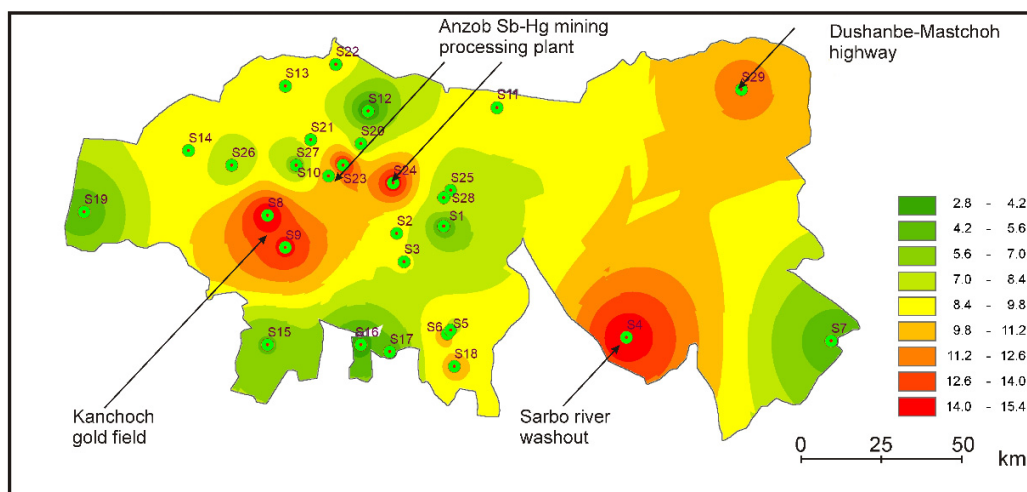 Anzob Sb-Hg mining
processing plant
Dushanbe-Mastchoh
highway
S22
S13
S29
S12
S11
S21
S20
S14
S26
S27
S10
S23
S24
S25
S28
S19
S8
S1
S2
S9
S3
2.8 - 4.2
4.2 - 5.6
5.6 - 7.0
7.0 - 8.4
8.4 - 9.8
9.8 - 11.2
11.2 - 12.6
12.6 - 14.0
14.0 - 15.4
S15
S16
S17
S6
S5
S18
S4
S7
Kanchoch
gold field
Sarbo river
washout
0 25 50
km